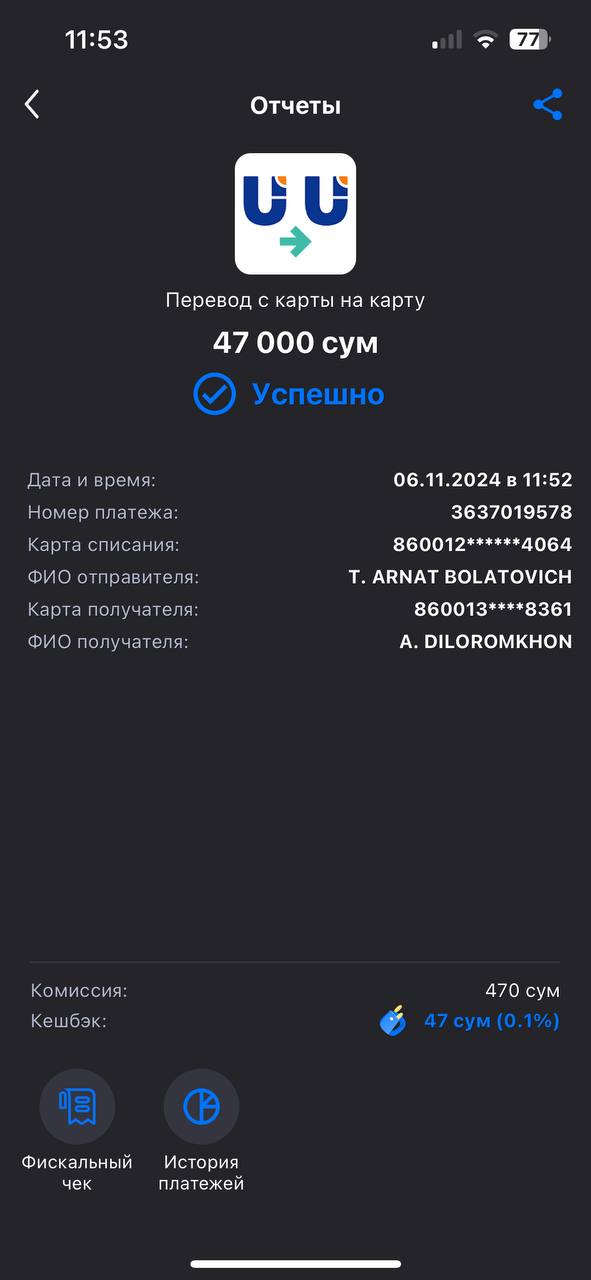 11:53
77
Отчеты
Перевод с карты на карту
47 000 сум
Успешно
Дата и время: 06.11.2024 в 11:52
Номер платежа: 3637019578
Карта списания: 860012******4064
ФИО отправителя: T. ARNAT BOLATOVICH
Карта получателя: 860013****8361
ФИО получателя: A. DILOROMKHON
Комиссия: 470 сум
Кешбэк: 47 сум (0.1%)
Фискальный
чек
История
платежей